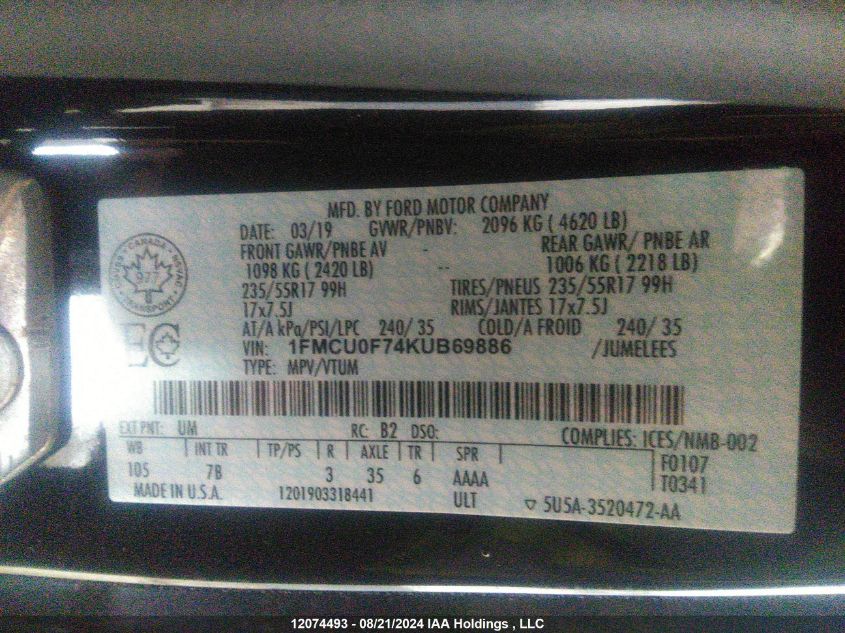 MFD. BY FORD MOTOR COMPANY
DATE: 03/19 GVWR/PNBV: 2096 KG ( 4620 LB)
FRONT GAWR/PNBE AV - REAR GAWR/ PNBE AR
1098 KG ( 2420 LB) -- 1006 KG ( 2218 LB)
235/55R17 99H TIRES/PNEUS 235/55R17 99H
17x7.5J RIMS/JANTES 17x7.5J
AT/A kPa/PSI/LPC 240/ 35 COLD/A FROID 240/ 35
VIN: 1FMCU0F74KUB69886 /JUMELEES
TYPE: MPV/VTUM
CANADA
TRANSPORT
EXT PNT: UM RC: B2 DSO:
COMPLIES: ICES/NMB-002
WB INT TR TP/PS R AXLE TR SPR F0107
105 7B 3 35 6 AAAA T0341
MADE IN U.S.A. 1201903318441 ULT 5U5A-3520472-AA
12074493 - 08/21/2024 IAA Holdings , LLC